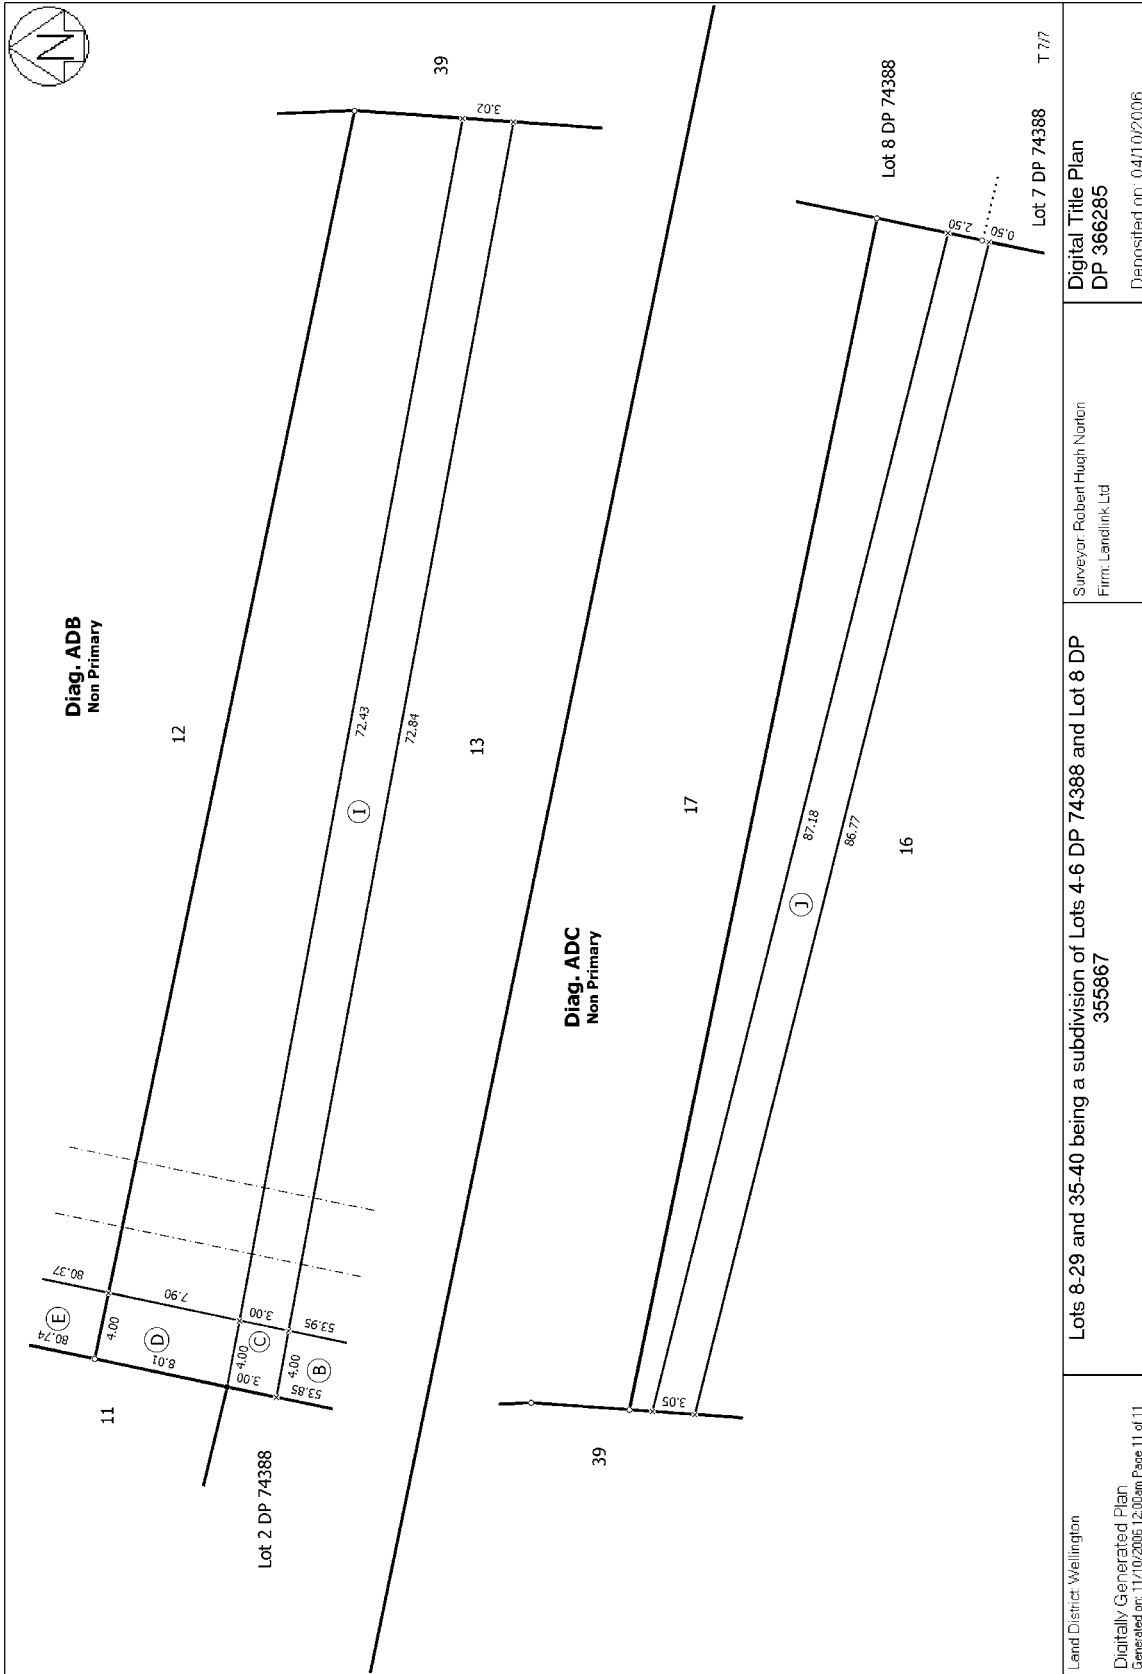 N
Diag. ADB
Non Primary
39
3.02
12
72.43
I
72.84
13
80.37
E
80.74
4.00
7.90
D
8.01
3.00
C
4.00
3.00
53.95
4.00
B
53.85
11
Lot 2 DP 74388
Diag. ADC
Non Primary
17
Lot 8 DP 74388
2.50
0.50
Lot 7 DP 74388
87.18
J
86.77
16
3.05
39
T 7/7
Land District: Wellington
Digitally Generated Plan
Generated on: 11/10/2006 12:00am Page 11 of 11
Lots 8-29 and 35-40 being a subdivision of Lots 4-6 DP 74388 and Lot 8 DP
355867
Surveyor: Robert Hugh Norton
Firm: Landlink Ltd
Digital Title Plan
DP 366285
Deposited on: 04/10/2006